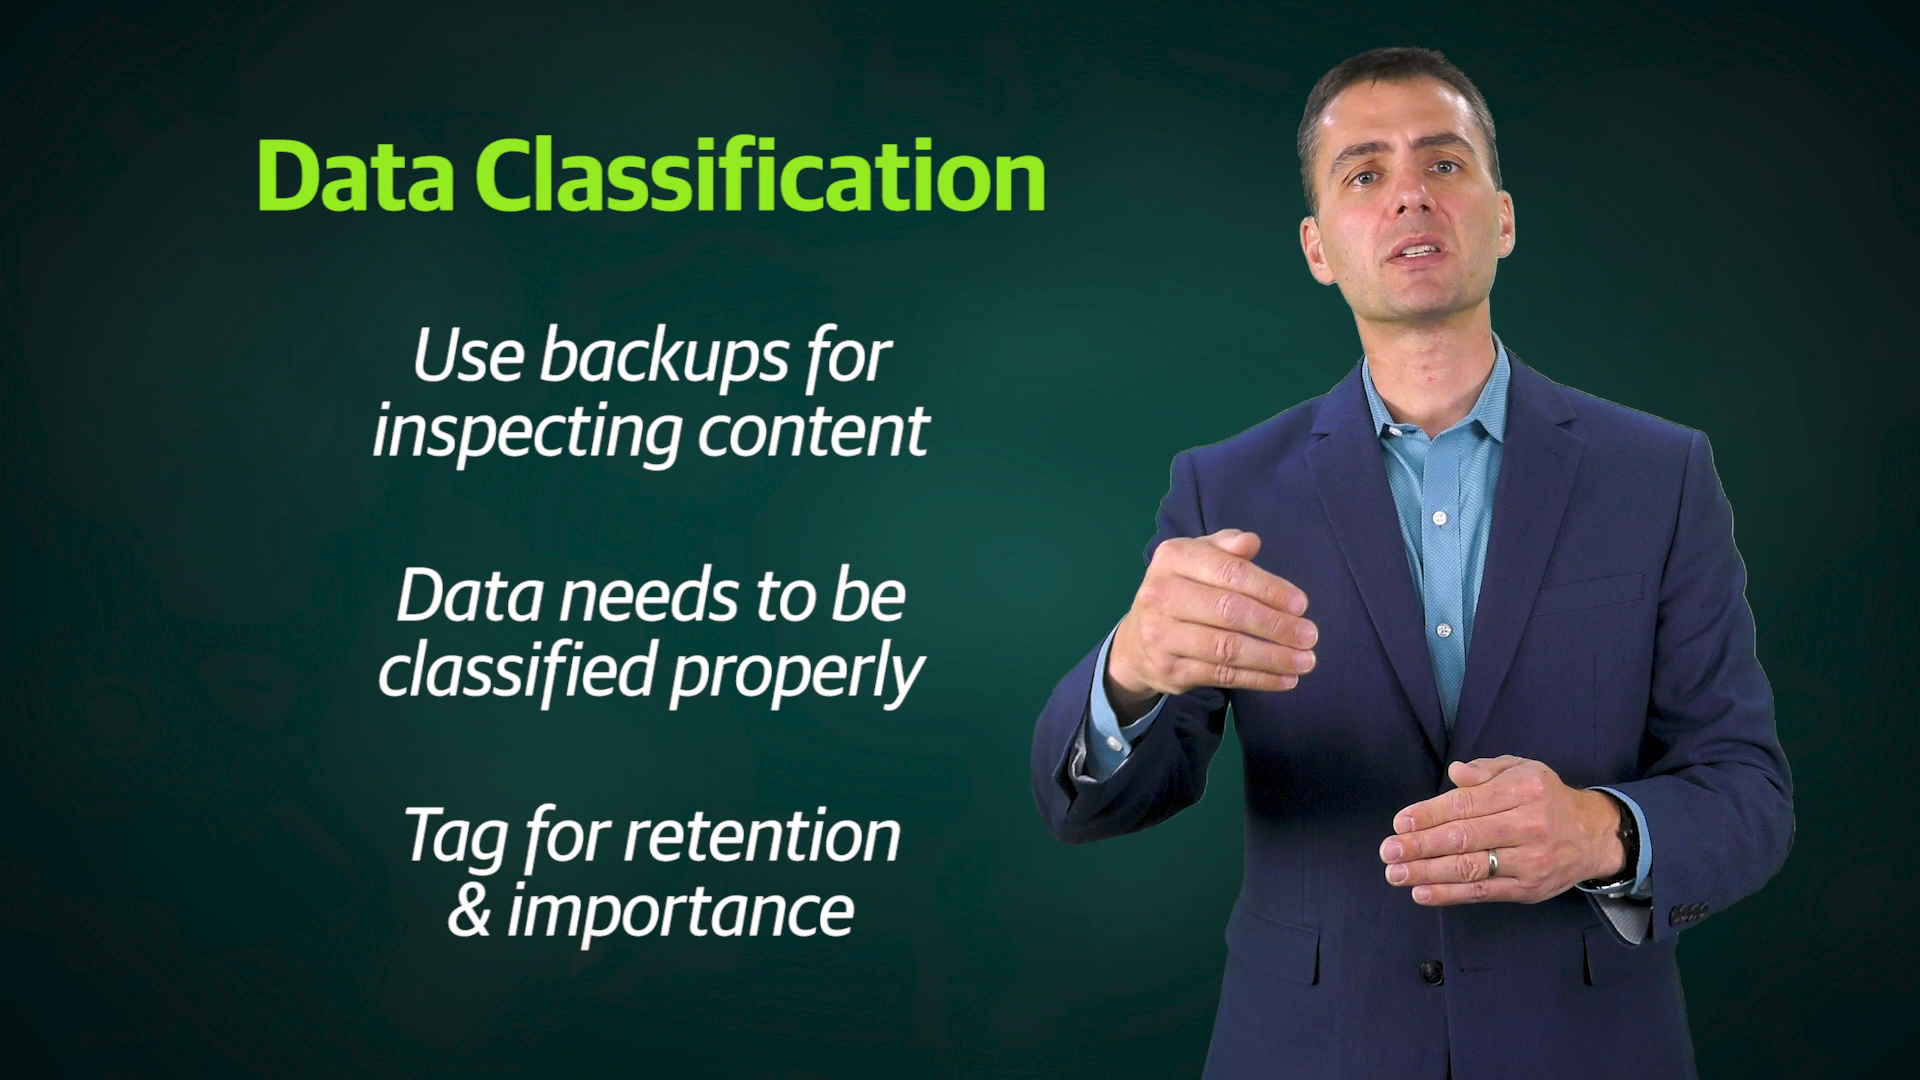 Data Classification
Use backups for
inspecting content
Data needs to be
classified properly
Tag for retention
& importance